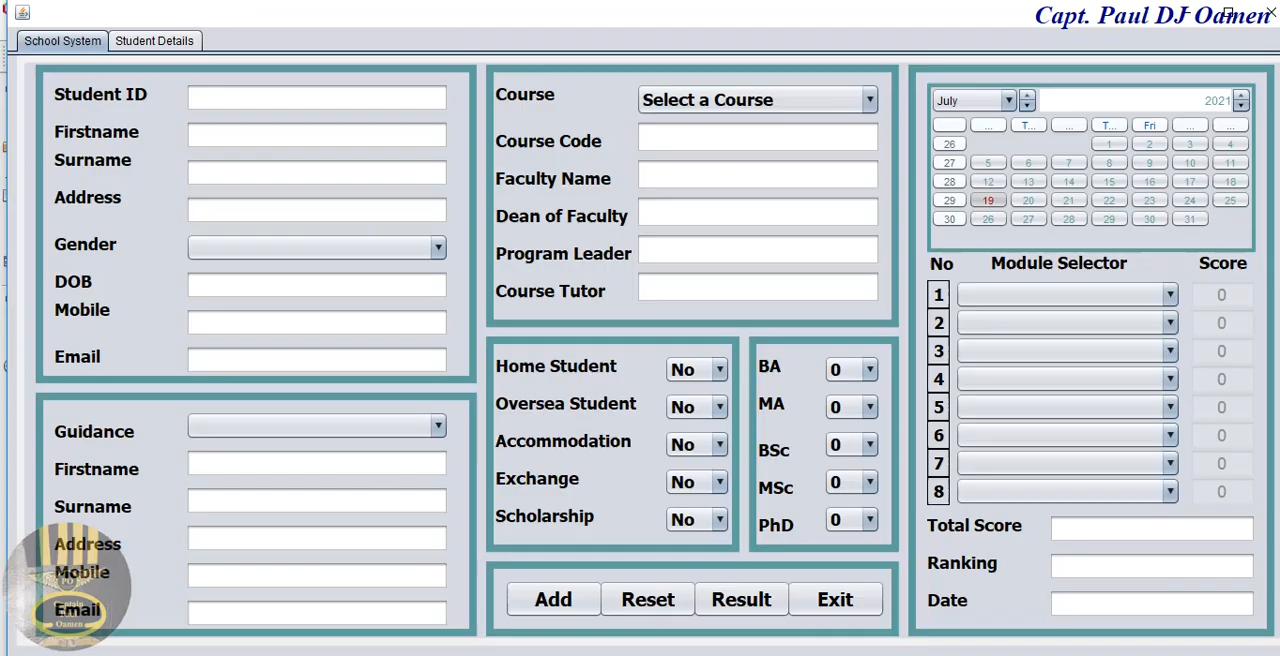 Capt. Paul DJ Oamen
School System
Student Details
Student ID
Firstname
Surname
Address
Gender
DOB
Mobile
Email
Guidance
Firstname
Surname
Address
Mobile
Email
Course
Select a Course
Course Code
Faculty Name
Dean of Faculty
Program Leader
Course Tutor
Home Student No
Oversea Student No
Accommodation No
Exchange No
Scholarship No
BA 0
MA 0
BSc 0
MSc 0
PhD 0
Add Reset Result Exit
July 2021
... T... ... T... Fri ... ...
26 1 2 3 4
27 5 6 7 8 9 10 11
28 12 13 14 15 16 17 18
29 19 20 21 22 23 24 25
30 26 27 28 29 30 31
No Module Selector Score
1 0
2 0
3 0
4 0
5 0
6 0
7 0
8 0
Total Score
Ranking
Date